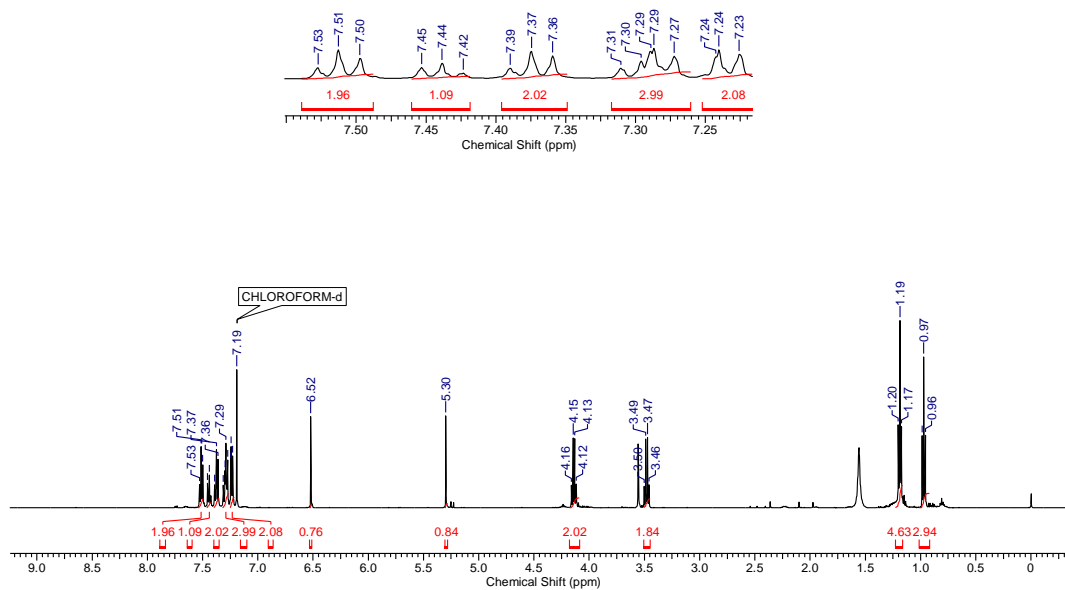 7.53 7.51 7.50 7.45 7.44 7.42 7.39 7.37 7.36 7.31 7.30 7.29 7.29 7.27 7.24 7.24 7.23
1.96 1.09 2.02 2.99 2.08
7.50 7.45 7.40 7.35 7.30 7.25
Chemical Shift (ppm)
CHLOROFORM-d
7.53 7.51 7.37 7.36 7.29 7.19 6.52 5.30 4.16 4.15 4.13 4.12 3.50 3.49 3.47 3.46 1.20 1.19 1.17 0.97 0.96
1.96 1.09 2.02 2.99 2.08 0.76 0.84 2.02 1.84 4.63 2.94
9.0 8.5 8.0 7.5 7.0 6.5 6.0 5.5 5.0 4.5 4.0 3.5 3.0 2.5 2.0 1.5 1.0 0.5 0
Chemical Shift (ppm)